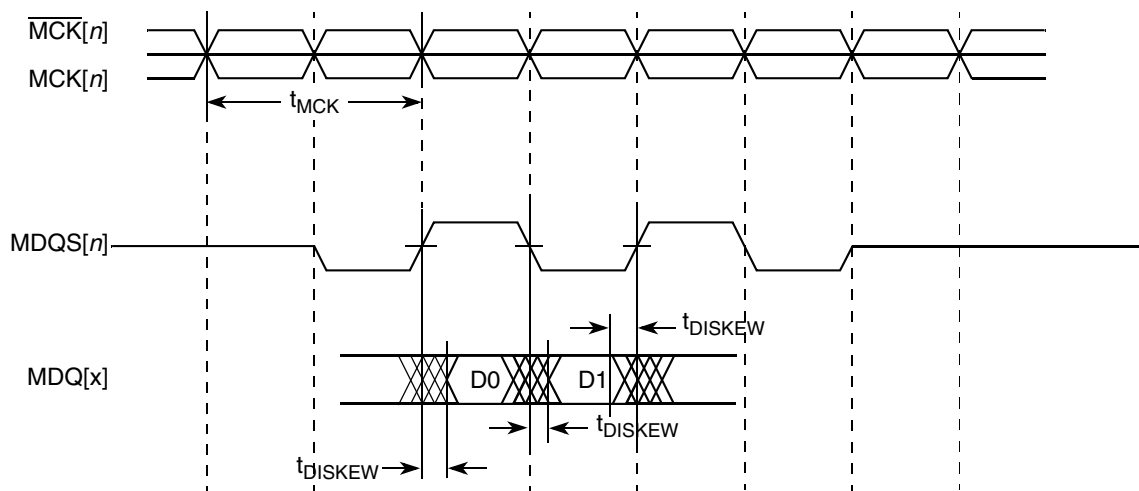 MCK[n]
MCK[n]
tMCK
MDQS[n]
tDISKEW
MDQ[x]
D0
D1
tDISKEW
tDISKEW